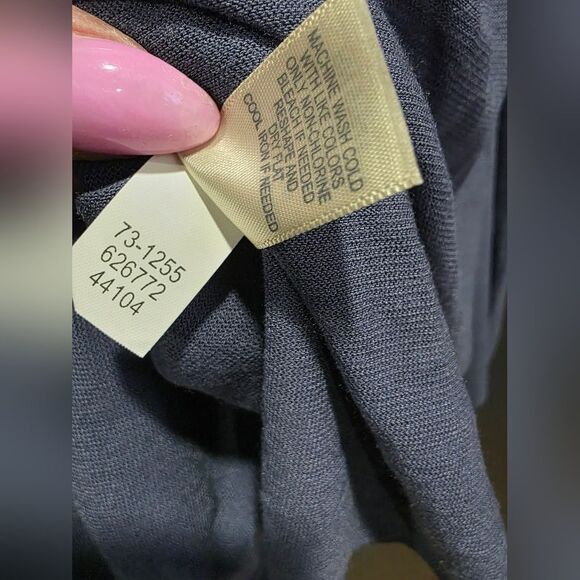 MACHINE WASH COLD
WITH LIKE COLORS
ONLY NON-CHLORINE
BLEACH IF NEEDED
RESHAPE AND
DRY FLAT
COOL IRON IF NEEDED
73-1255
626772
44104